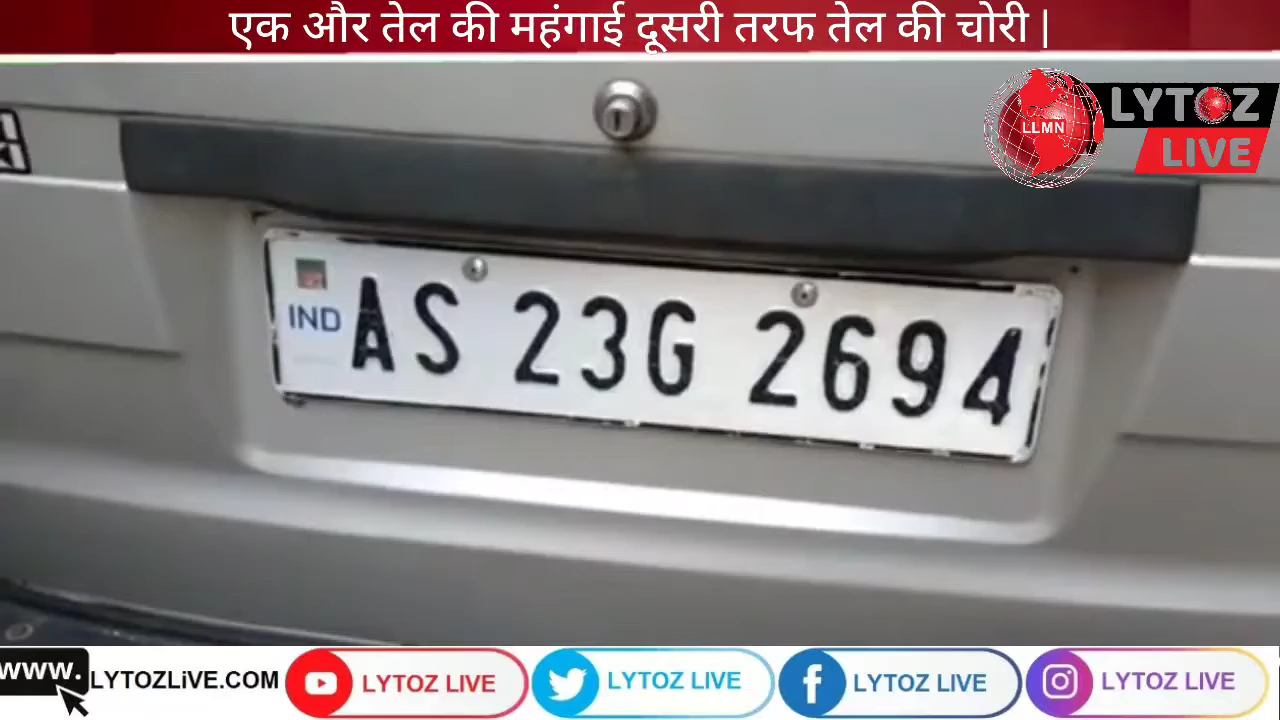 एक और तेल की महंगाई दूसरी तरफ तेल की चोरी |
LLMN
LYTOZ
LIVE
IND
AS 23G 2694
www.
LYTOZLiVE.COM
LYTOZ LiVE
LYTOZ LiVE
LYTOZ LiVE
LYTOZ LiVE